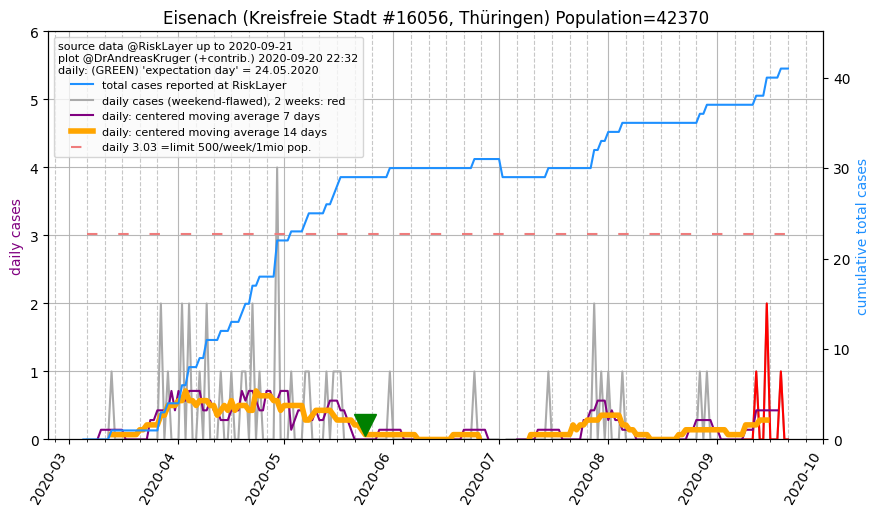 Eisenach (Kreisfreie Stadt #16056, Thüringen) Population=42370
source data @RiskLayer up to 2020-09-21
plot @DrAndreasKruger (+contrib.) 2020-09-20 22:32
daily: (GREEN) 'expectation day' = 24.05.2020
total cases reported at RiskLayer
daily cases (weekend-flawed), 2 weeks: red
daily: centered moving average 7 days
daily: centered moving average 14 days
daily 3.03 =limit 500/week/1mio pop.
daily cases
6
5
4
3
2
1
0
cumulative total cases
40
30
20
10
0
2020-03
2020-04
2020-05
2020-06
2020-07
2020-08
2020-09
2020-10